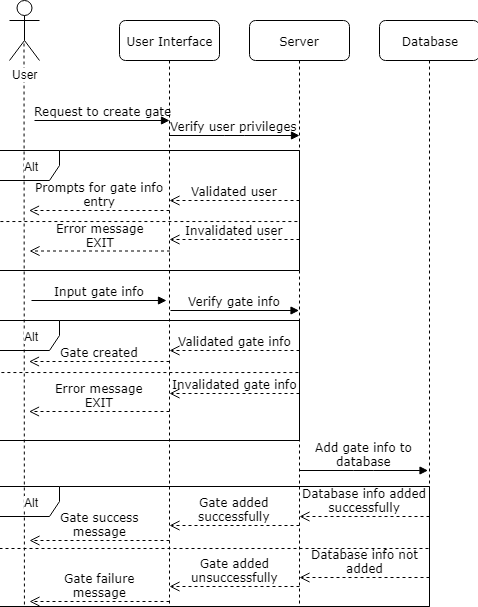 User Interface
Server
Database
User
Request to create gate
Verify user privileges
Alt
Prompts for gate info
entry
Validated user
Error message
EXIT
Invalidated user
Input gate info
Verify gate info
Alt
Gate created
Validated gate info
Error message
EXIT
Invalidated gate info
Add gate info to
database
Alt
Gate success
message
Gate added
successfully
Database info added
successfully
Gate failure
message
Gate added
unsuccessfully
Database info not
added